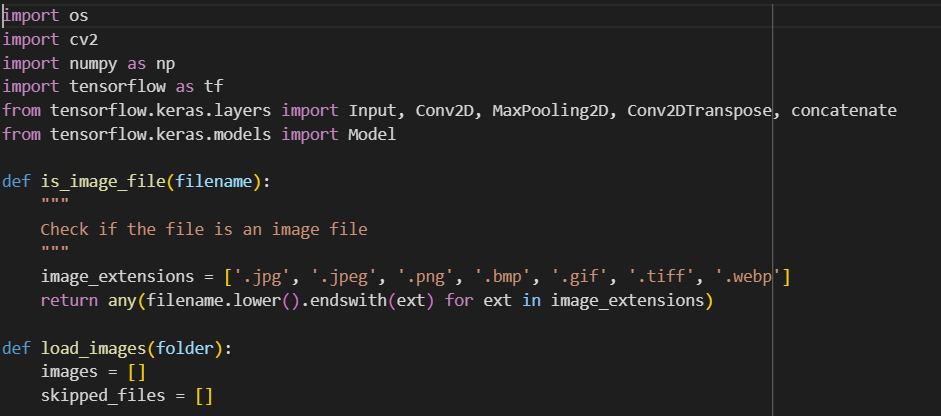 import os
import cv2
import numpy as np
import tensorflow as tf
from tensorflow.keras.layers import Input, Conv2D, MaxPooling2D, Conv2DTranspose, concatenate
from tensorflow.keras.models import Model

def is_image_file(filename):
    """
    Check if the file is an image file
    """
    image_extensions = ['.jpg', '.jpeg', '.png', '.bmp', '.gif', '.tiff', '.webp']
    return any(filename.lower().endswith(ext) for ext in image_extensions)

def load_images(folder):
    images = []
    skipped_files = []